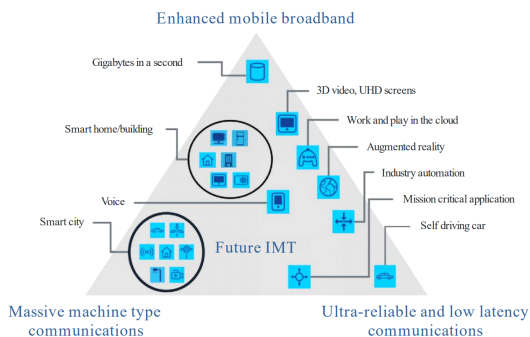 Enhanced mobile broadband
Gigabytes in a second
3D video, UHD screens
Smart home/building
Work and play in the cloud
Augmented reality
Industry automation
Voice
Mission critical application
Smart city
Self driving car
Future IMT
Massive machine type
communications
Ultra-reliable and low latency
communications